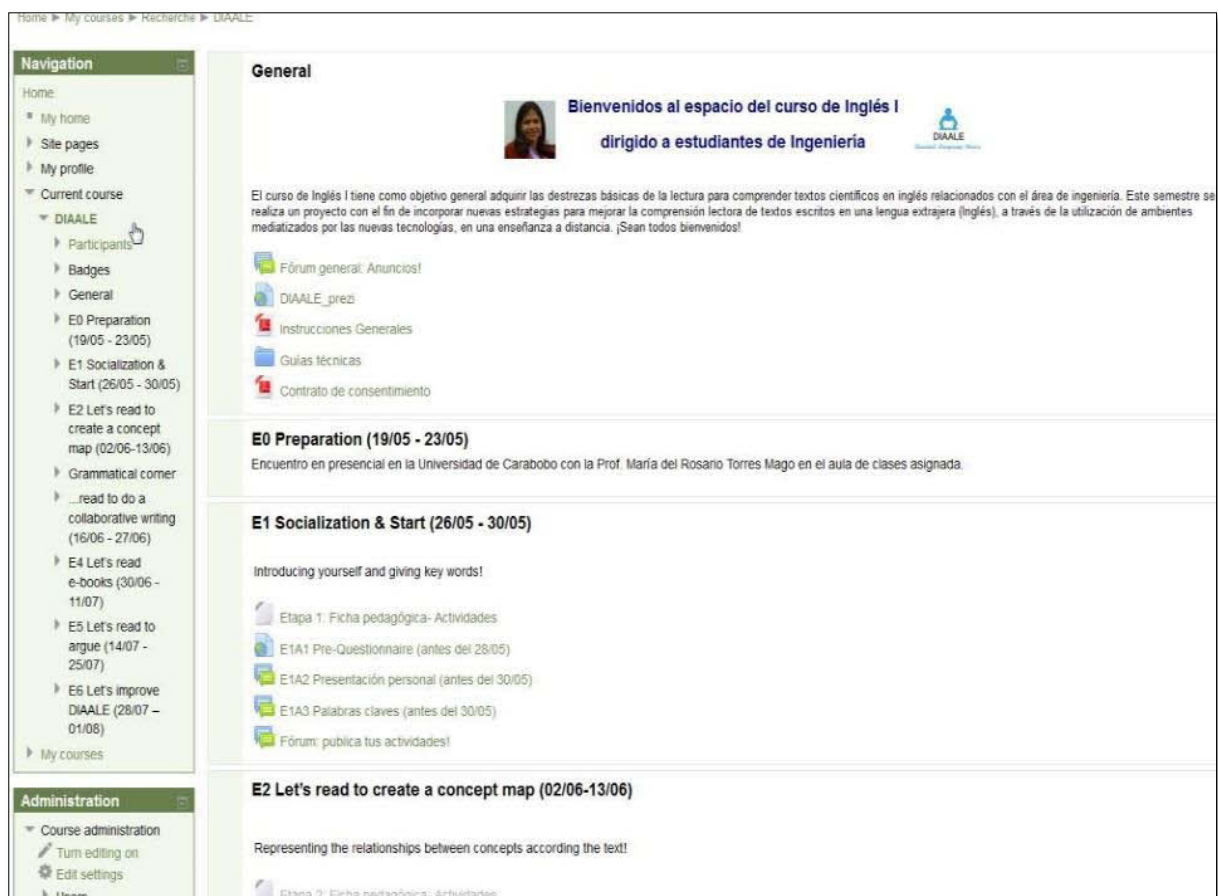 Home ▶ My courses ▶ Recherche ▶ DIAALE
Navigation
Home
My home
Site pages
My profile
Current course
DIAALE
Participants
Badges
General
E0 Preparation
(19/05 - 23/05)
E1 Socialization &
Start (26/05 - 30/05)
E2 Let's read to
create a concept
map (02/06-13/06)
Grammatical corner
...read to do a
collaborative writing
(16/06 - 27/06)
E4 Let's read
e-books (30/06 -
11/07)
E5 Let's read to
argue (14/07 -
25/07)
E6 Let's improve
DIAALE (28/07 –
01/08)
My courses
Administration
Course administration
Turn editing on
Edit settings
Users
General
Bienvenidos al espacio del curso de Inglés I
dirigido a estudiantes de Ingeniería
DIAALE
El curso de Inglés I tiene como objetivo general adquirir las destrezas básicas de la lectura para comprender textos científicos en inglés relacionados con el área de ingeniería. Este semestre se
realiza un proyecto con el fin de incorporar nuevas estrategias para mejorar la comprensión lectora de textos escritos en una lengua extrajera (Inglés), a través de la utilización de ambientes
mediatizados por las nuevas tecnologías, en una enseñanza a distancia. ¡Sean todos bienvenidos!
Fórum general: Anuncios!
DIAALE_prezi
Instrucciones Generales
Guías técnicas
Contrato de consentimiento
E0 Preparation (19/05 - 23/05)
Encuentro en presencial en la Universidad de Carabobo con la Prof. María del Rosario Torres Mago en el aula de clases asignada.
E1 Socialization & Start (26/05 - 30/05)
Introducing yourself and giving key words!
Etapa 1: Ficha pedagógica- Actividades
E1A1 Pre-Questionnaire (antes del 28/05)
E1A2 Presentación personal (antes del 30/05)
E1A3 Palabras claves (antes del 30/05)
Fórum: publica tus actividades!
E2 Let's read to create a concept map (02/06-13/06)
Representing the relationships between concepts according the text!
Etapa 2: Ficha pedagógica- Actividades